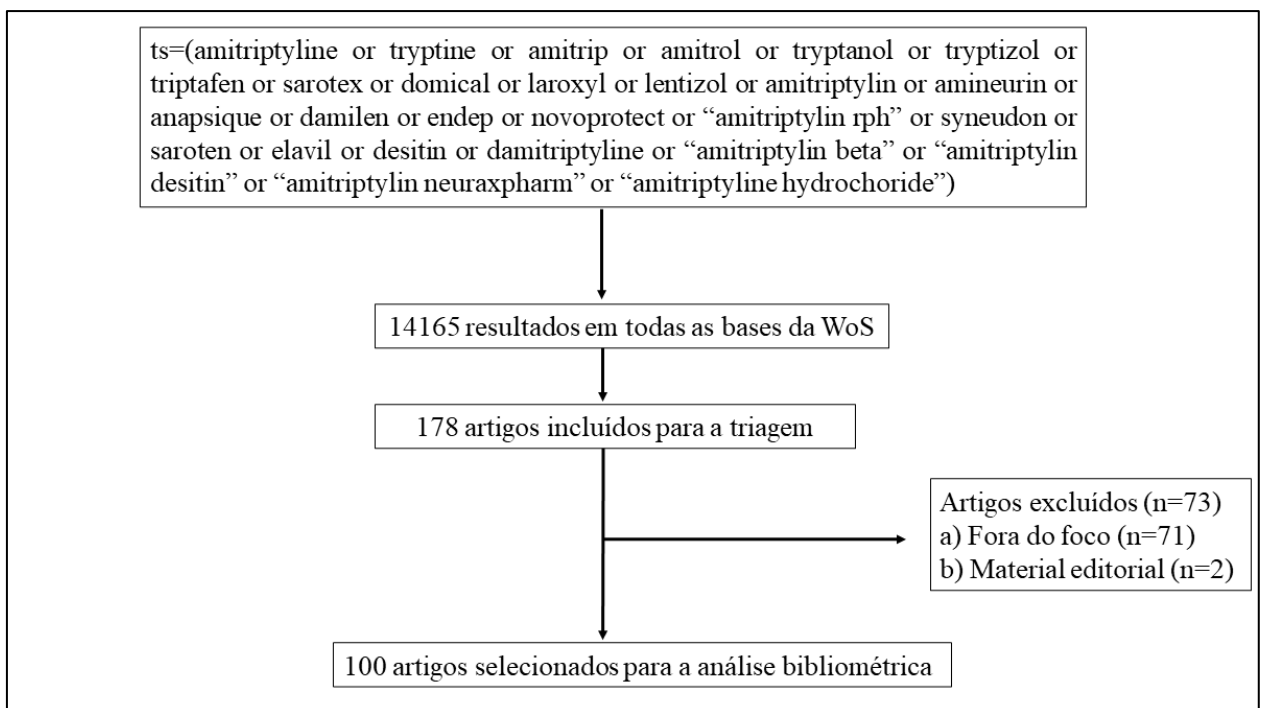 ts=(amitriptyline or tryptine or amitrip or amitrol or tryptanol or tryptizol or
triptafen or sarotex or domical or laroxyl or lentizol or amitriptylin or amineurin or
anapsique or damilen or endep or novoprotect or “amitriptylin rph” or syneudon or
saroten or elavil or desitin or damitriptyline or “amitriptylin beta” or “amitriptylin
desitin” or “amitriptylin neuraxpharm” or “amitriptyline hydrochoride”)
14165 resultados em todas as bases da WoS
178 artigos incluídos para a triagem
Artigos excluídos (n=73)
a) Fora do foco (n=71)
b) Material editorial (n=2)
100 artigos selecionados para a análise bibliométrica